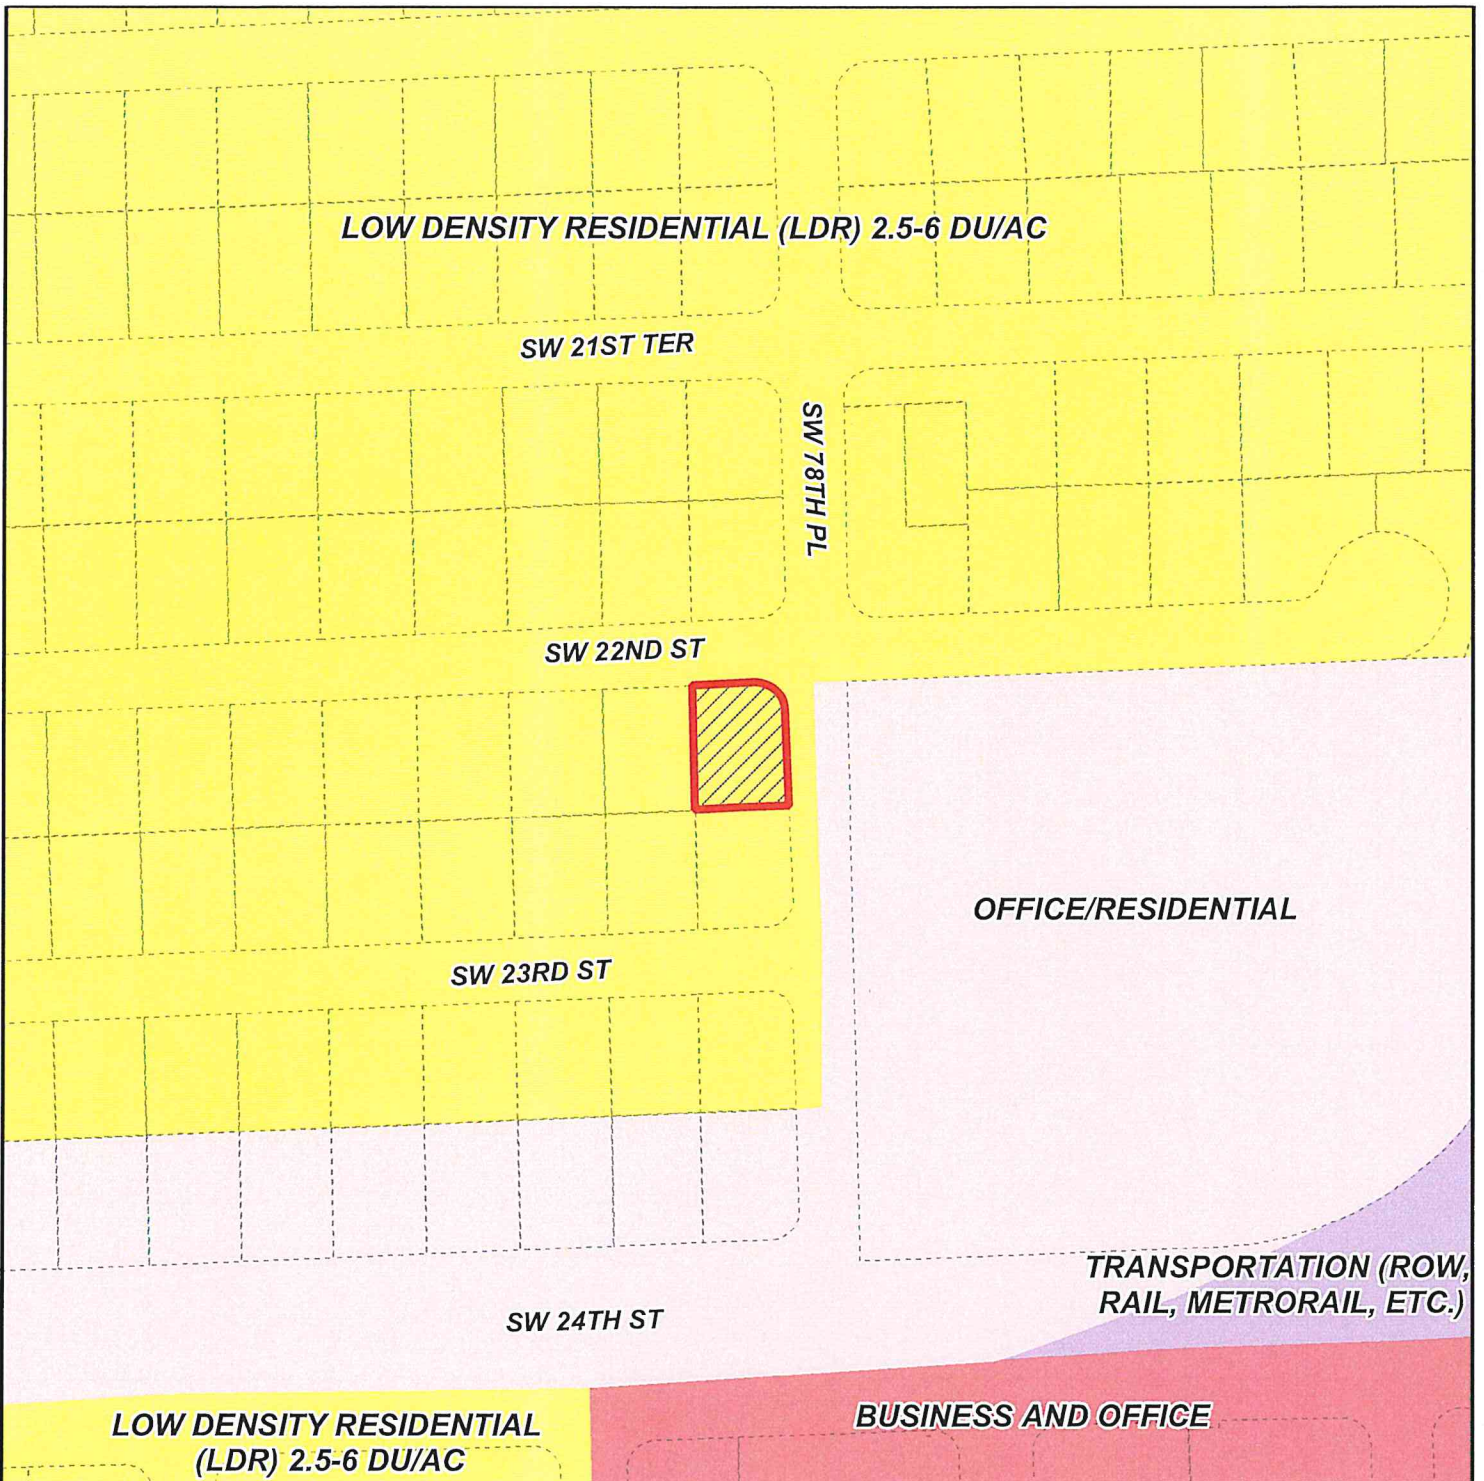 LOW DENSITY RESIDENTIAL (LDR) 2.5-6 DU/AC
SW 21ST TER
SW 78TH PL
SW 22ND ST
OFFICE/RESIDENTIAL
SW 23RD ST
TRANSPORTATION (ROW,
RAIL, METRORAIL, ETC.)
SW 24TH ST
LOW DENSITY RESIDENTIAL
(LDR) 2.5-6 DU/AC
BUSINESS AND OFFICE